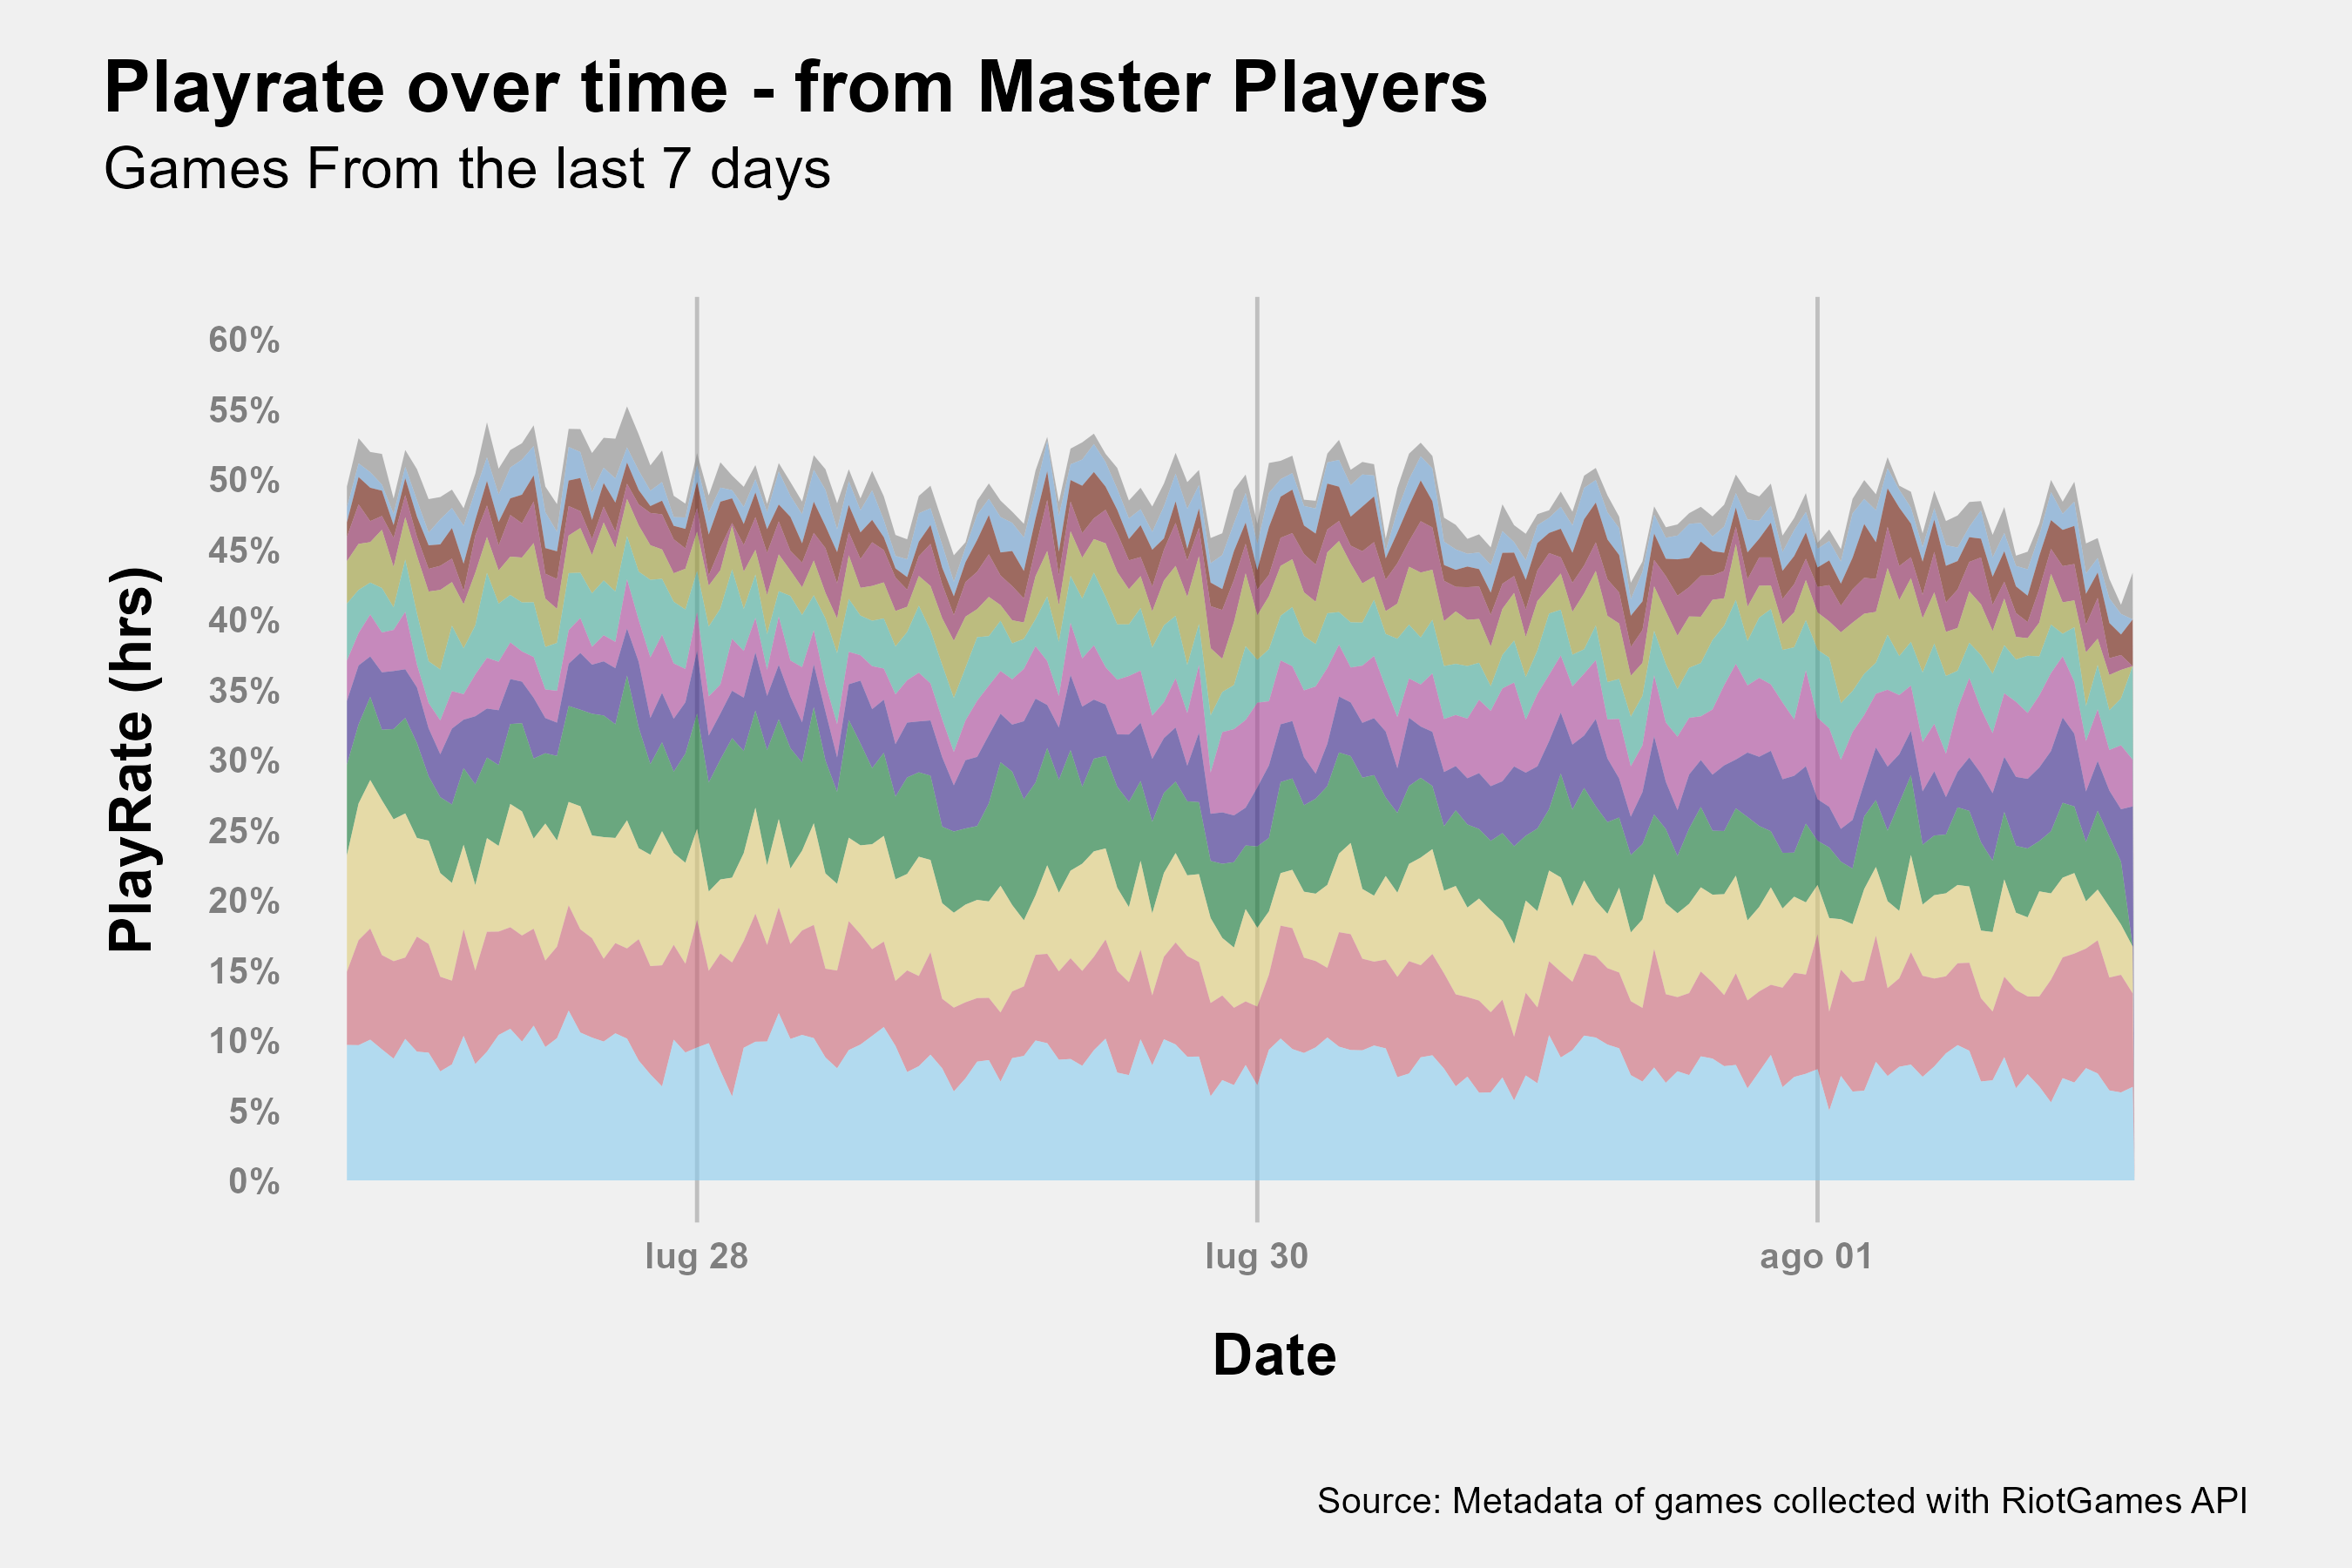 Playrate over time - from Master Players
Games From the last 7 days
60%
55%
50%
45%
40%
35%
30%
25%
20%
15%
10%
5%
0%
PlayRate (hrs)
lug 28
lug 30
ago 01
Date
Source: Metadata of games collected with RiotGames API